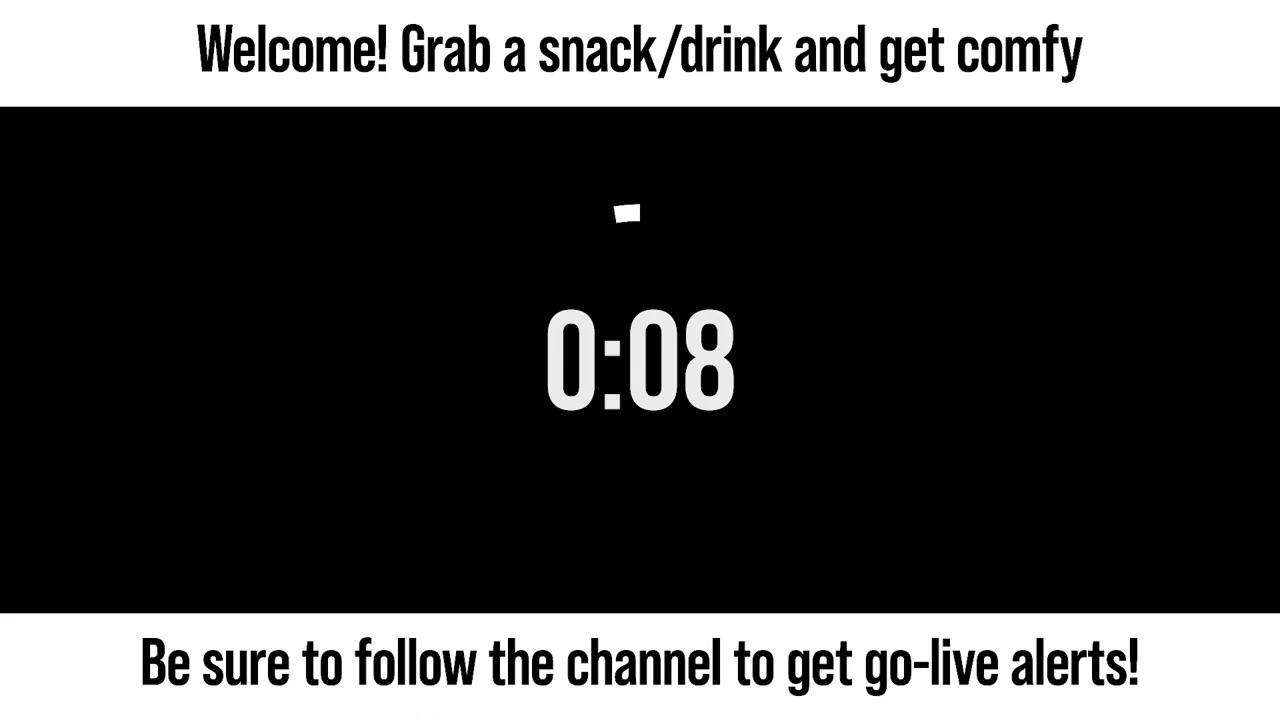 Welcome! Grab a snack/drink and get comfy
0:08
Be sure to follow the channel to get go-live alerts!